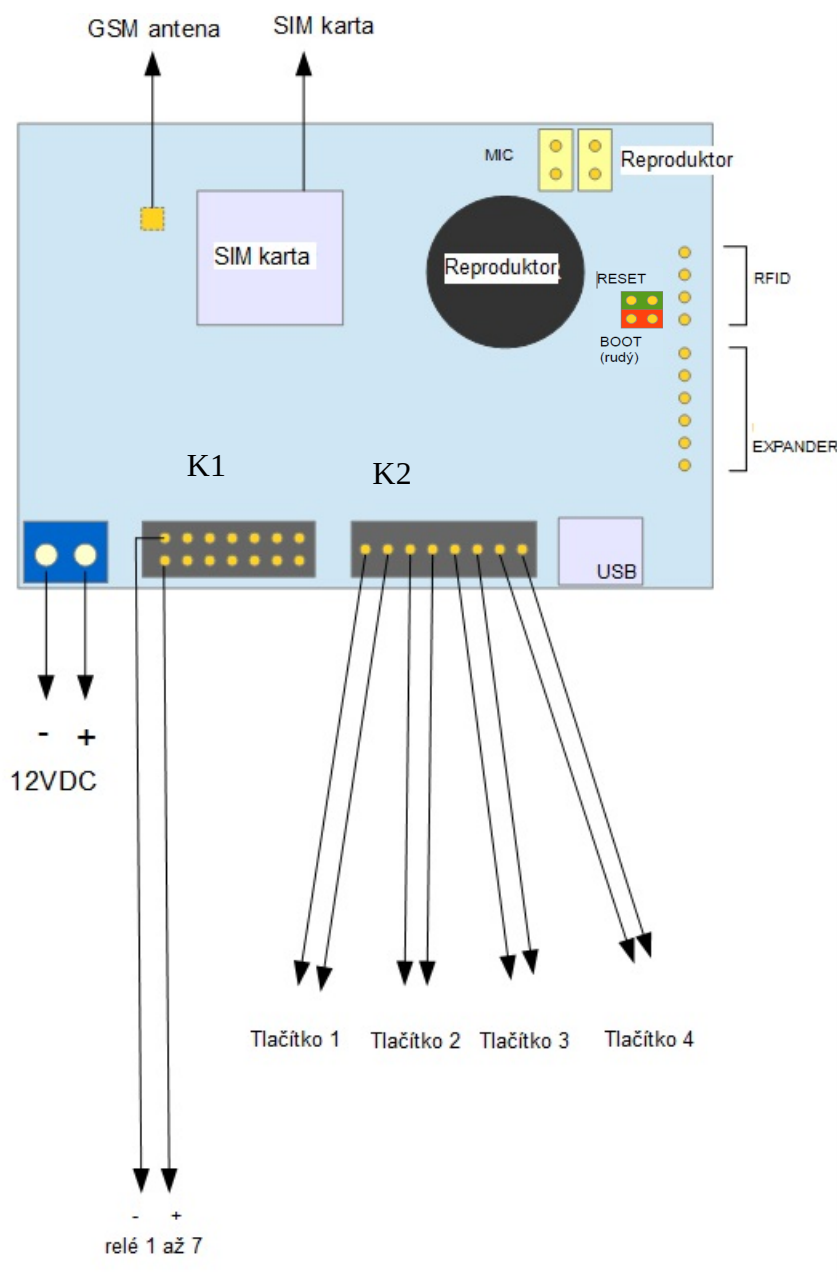 GSM antena
SIM karta
MIC
Reproduktor
SIM karta
Reproduktor
RESET
RFID
BOOT
(rudý)
EXPANDER
K1
K2
USB
- +
12VDC
Tlačítko 1
Tlačítko 2
Tlačítko 3
Tlačítko 4
- +
relé 1 až 7